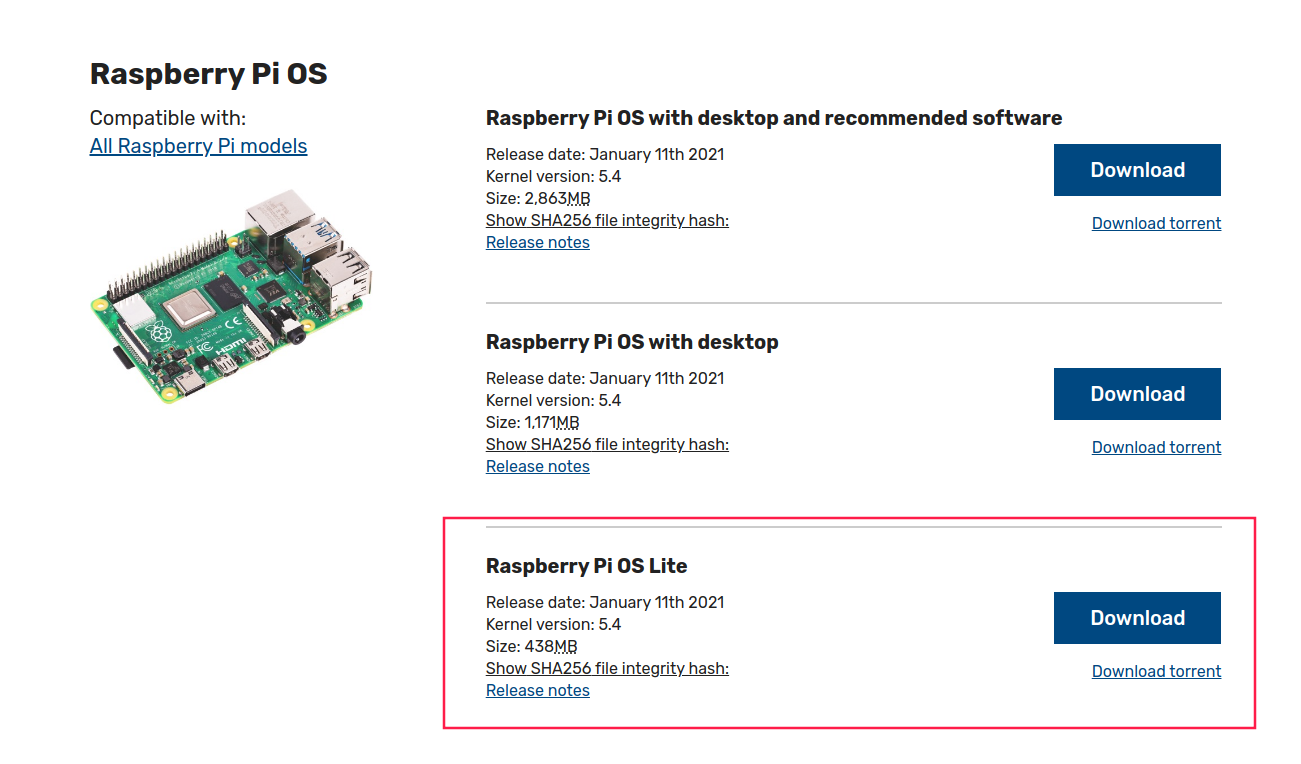 Raspberry Pi OS
Compatible with:
All Raspberry Pi models
HDMI
Raspberry Pi OS with desktop and recommended software
Release date: January 11th 2021
Kernel version: 5.4
Size: 2,863MB
Show SHA256 file integrity hash:
Release notes
Download
Download torrent
Raspberry Pi OS with desktop
Release date: January 11th 2021
Kernel version: 5.4
Size: 1,171MB
Show SHA256 file integrity hash:
Release notes
Download
Download torrent
Raspberry Pi OS Lite
Release date: January 11th 2021
Kernel version: 5.4
Size: 438MB
Show SHA256 file integrity hash:
Release notes
Download
Download torrent